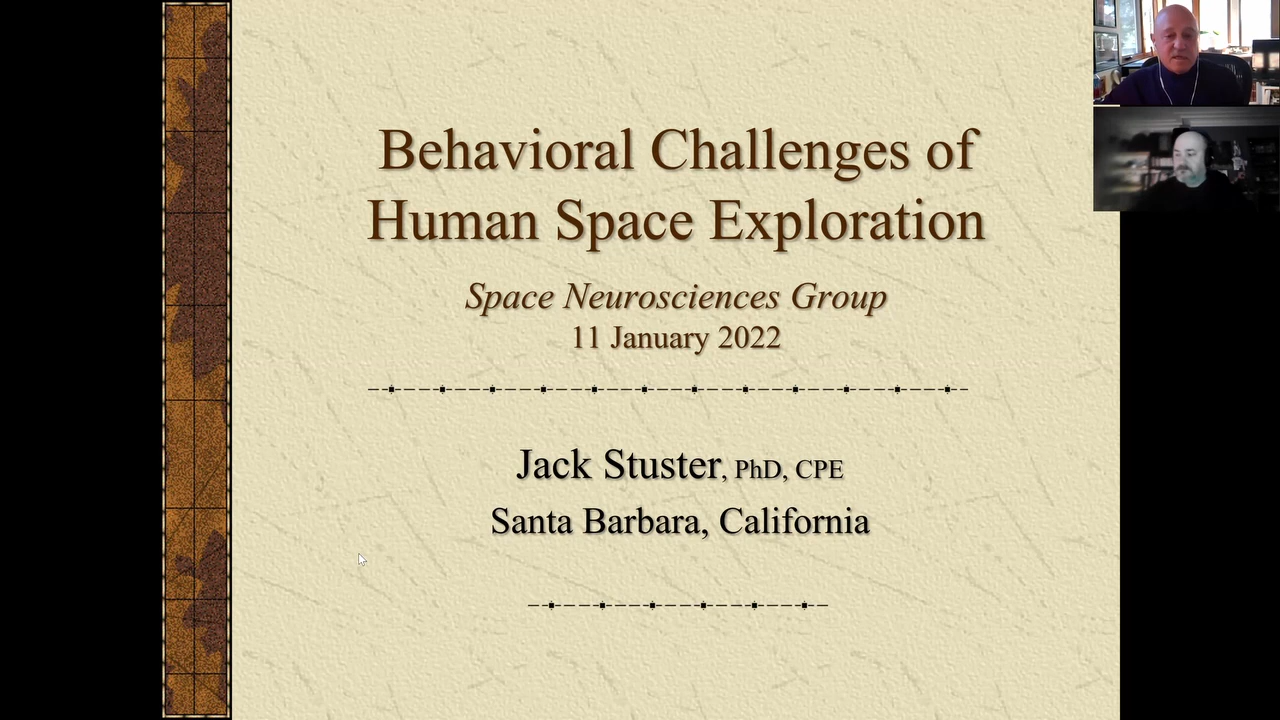 Behavioral Challenges of
Human Space Exploration
Space Neurosciences Group
11 January 2022
Jack Stuster, PhD, CPE
Santa Barbara, California